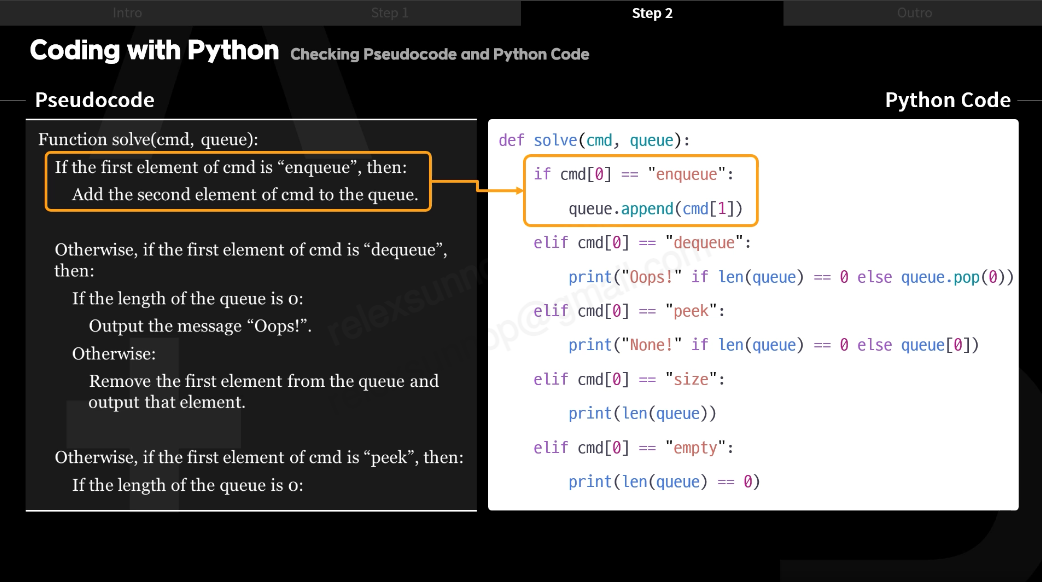 Intro
Step 1
Step 2
Outro
Coding with Python Checking Pseudocode and Python Code
Pseudocode
Function solve(cmd, queue):
If the first element of cmd is “enqueue”, then:
Add the second element of cmd to the queue.
Otherwise, if the first element of cmd is “dequeue”,
then:
If the length of the queue is 0:
Output the message “Oops!”.
Otherwise:
Remove the first element from the queue and
output that element.
Otherwise, if the first element of cmd is “peek”, then:
If the length of the queue is 0:
Python Code
def solve(cmd, queue):
if cmd[0] == "enqueue":
queue.append(cmd[1])
elif cmd[0] == "dequeue":
print("Oops!" if len(queue) == 0 else queue.pop(0))
elif cmd[0] == "peek":
print("None!" if len(queue) == 0 else queue[0])
elif cmd[0] == "size":
print(len(queue))
elif cmd[0] == "empty":
print(len(queue) == 0)